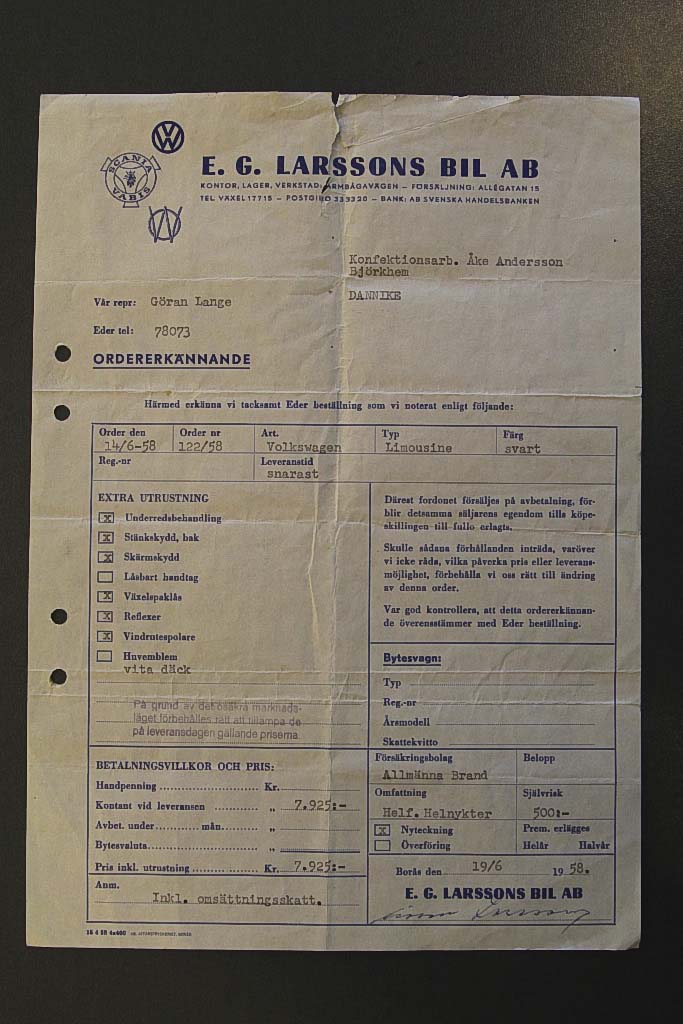 SCANIA
VABIS
VW
E. G. LARSSONS BIL AB
KONTOR, LAGER, VERKSTAD: ARMBÅGAVÄGEN – FÖRSÄLJNING: ALLÉGATAN 15
TEL. VÄXEL 17715 – POSTGIRO 333320 – BANK: AB SVENSKA HANDELSBANKEN
Konfektionsarb. Åke Andersson
Björkhem
DANNIKE
Vår repr: Göran Lange
Eder tel: 78073
ORDERERKÄNNANDE
Härmed erkänna vi tacksamt Eder beställning som vi noterat enligt följande:
Order den Order nr Art. Typ Färg
14/6-58 122/58 Volkswagen Limousine svart
Reg.-nr Leveranstid
snarast
EXTRA UTRUSTNING
x Underredsbehandling
x Stänkskydd, bak
x Skärmskydd
Låsbart handtag
x Växelspaklås
x Reflexer
x Vindrutespolare
Huvemblem
vita däck
På grund av det osäkra marknads-
läget förbehålles rätt att tillämpa de
på leveransdagen gällande priserna
Därest fordonet försäljes på avbetalning, för-
blir detsamma säljarens egendom tills köpe-
skillingen till fullo erlagts.
Skulle sådana förhållanden inträda, varöver
vi icke råda, vilka påverka pris eller leverans-
möjlighet, förbehålla vi oss rätt till ändring
av denna order.
Var god kontrollera, att detta ordererkännan-
de överensstämmer med Eder beställning.
Bytesvagn:
Typ
Reg.-nr
Årsmodell
Skattekvitto
BETALNINGSVILLKOR OCH PRIS:
Handpenning Kr.
Kontant vid leveransen „ 7.925:-
Avbet. under mån. „
Bytesvaluta „
Pris inkl. utrustning Kr. 7.925:-
Anm.
Inkl. omsättningsskatt.
Försäkringsbolag Belopp
Allmänna Brand
Omfattning Självrisk
Helf. Helnykter 500:-
x Nyteckning Prem. erlägges
Överföring Helår Halvår
Borås den 19/6 1958.
E. G. LARSSONS BIL AB